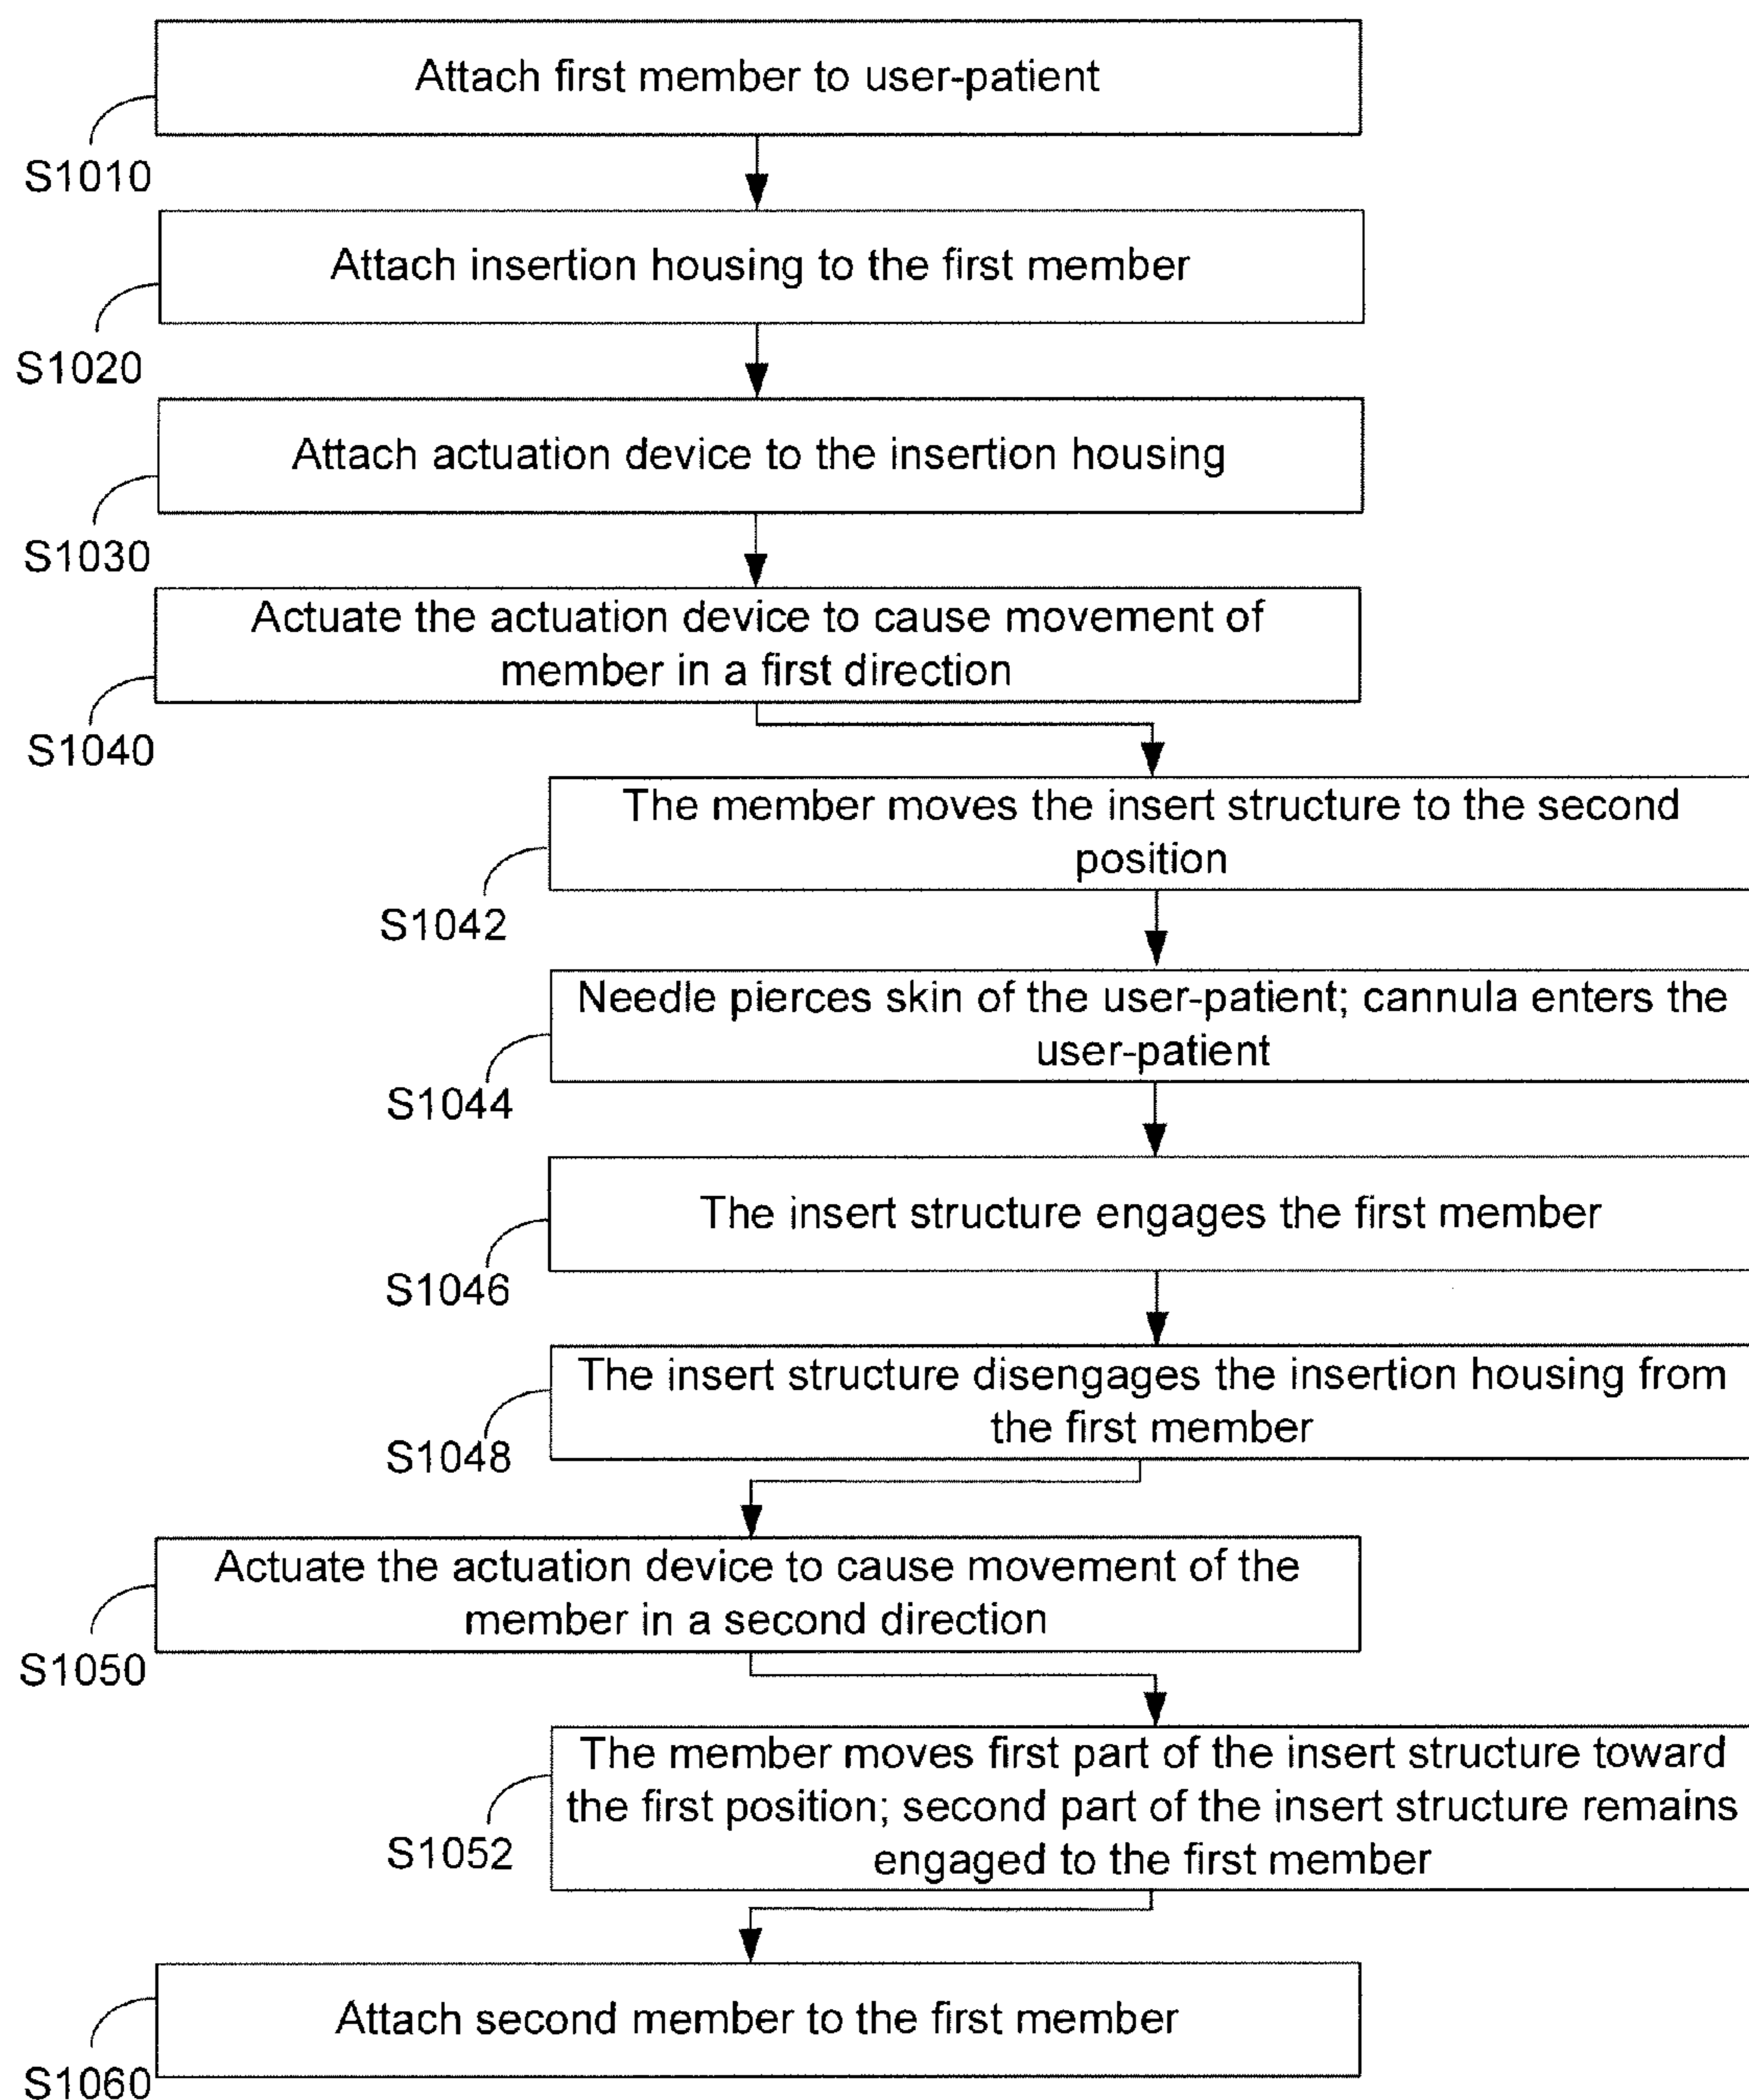 Attach first member to user-patient
S1010
Attach insertion housing to the first member
S1020
Attach actuation device to the insertion housing
S1030
Actuate the actuation device to cause movement of
member in a first direction
S1040
The member moves the insert structure to the second
position
S1042
Needle pierces skin of the user-patient; cannula enters the
user-patient
S1044
The insert structure engages the first member
S1046
The insert structure disengages the insertion housing from
the first member
S1048
Actuate the actuation device to cause movement of the
member in a second direction
S1050
The member moves first part of the insert structure toward
the first position; second part of the insert structure remains
engaged to the first member
S1052
Attach second member to the first member
S1060